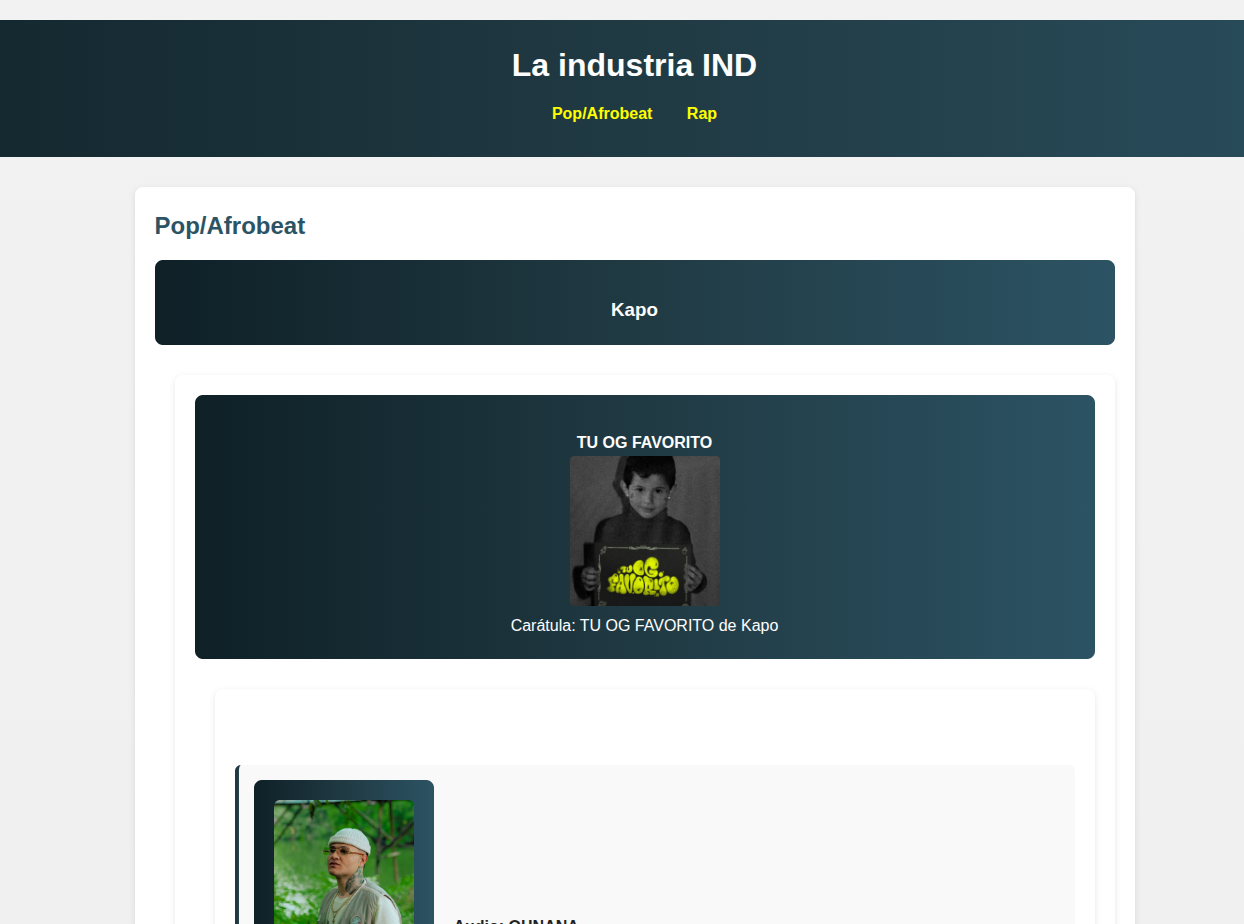 La industria IND
Pop/Afrobeat Rap
Pop/Afrobeat
Kapo
TU OG FAVORITO
TU OG
FAVORITO
Carátula: TU OG FAVORITO de Kapo
Audio: OHNANA